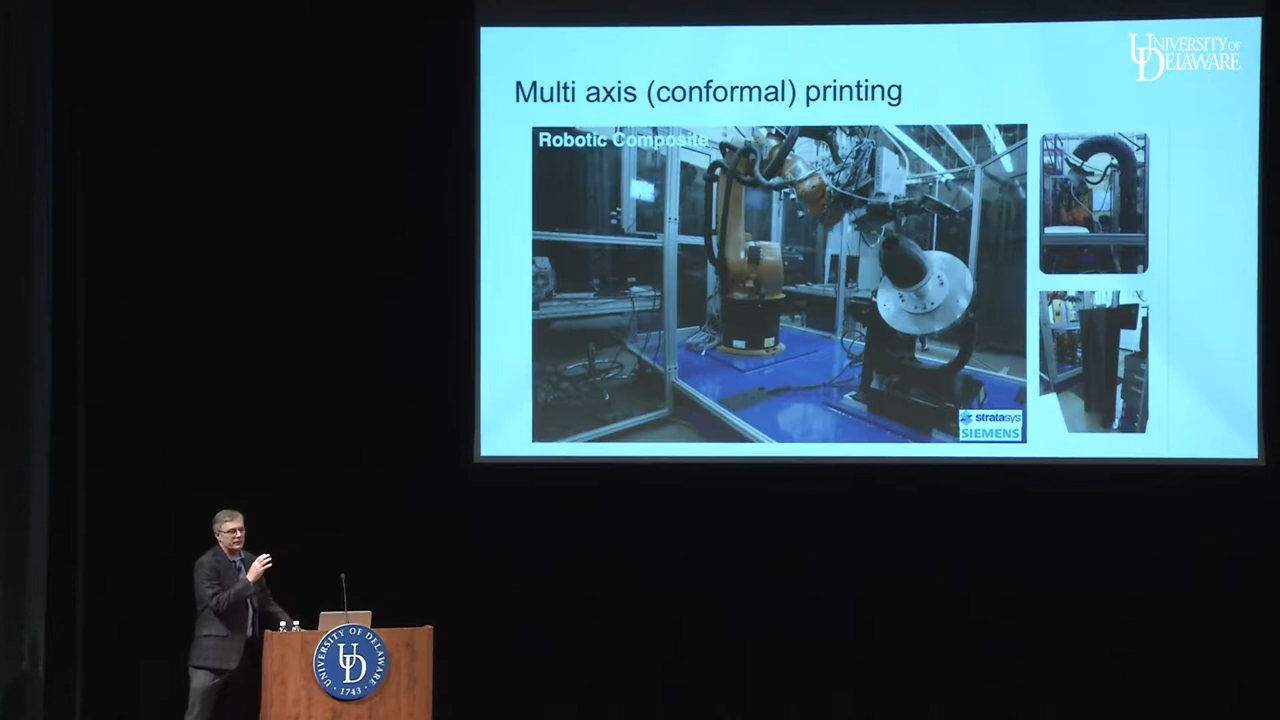 UNIVERSITY OF
DELAWARE
Multi axis (conformal) printing
Robotic Composite
stratasys
SIEMENS
UNIVERSITY OF DELAWARE
UD
· 1743 ·